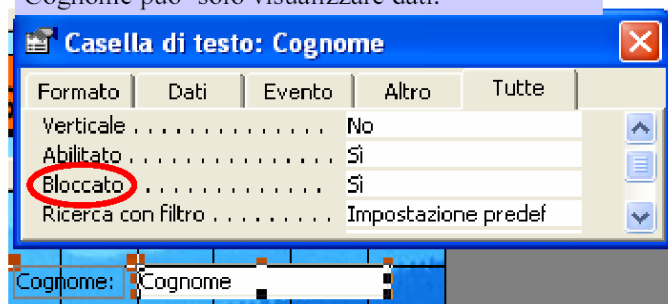 Cognome può solo visualizzare dati.
Casella di testo: Cognome
Formato Dati Evento Altro Tutte
Verticale . . . . . . . . . . . . . . No
Abilitato . . . . . . . . . . . . . . . Sì
Bloccato . . . . . . . . . . . . . Sì
Ricerca con filtro . . . . . . . . . Impostazione predef
Cognome: Cognome